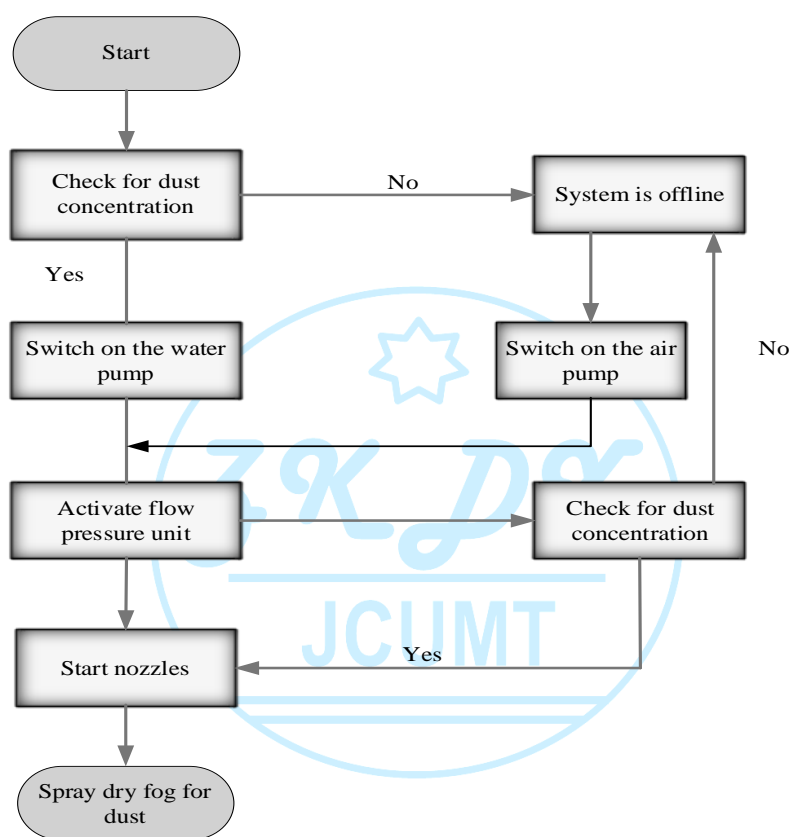 Start
Check for dust
concentration
No
System is offline
Yes
Switch on the water
pump
Switch on the air
pump
No
ZKDX
Activate flow
pressure unit
Check for dust
concentration
JCUMT
Start nozzles
Yes
Spray dry fog for
dust